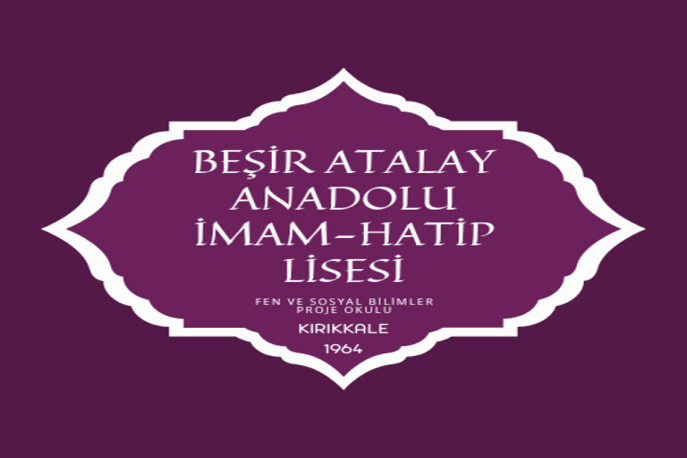 BEŞİR ATALAY
ANADOLU
İMAM-HATİP
LİSESİ
FEN VE SOSYAL BİLİMLER
PROJE OKULU
KIRIKKALE
1964